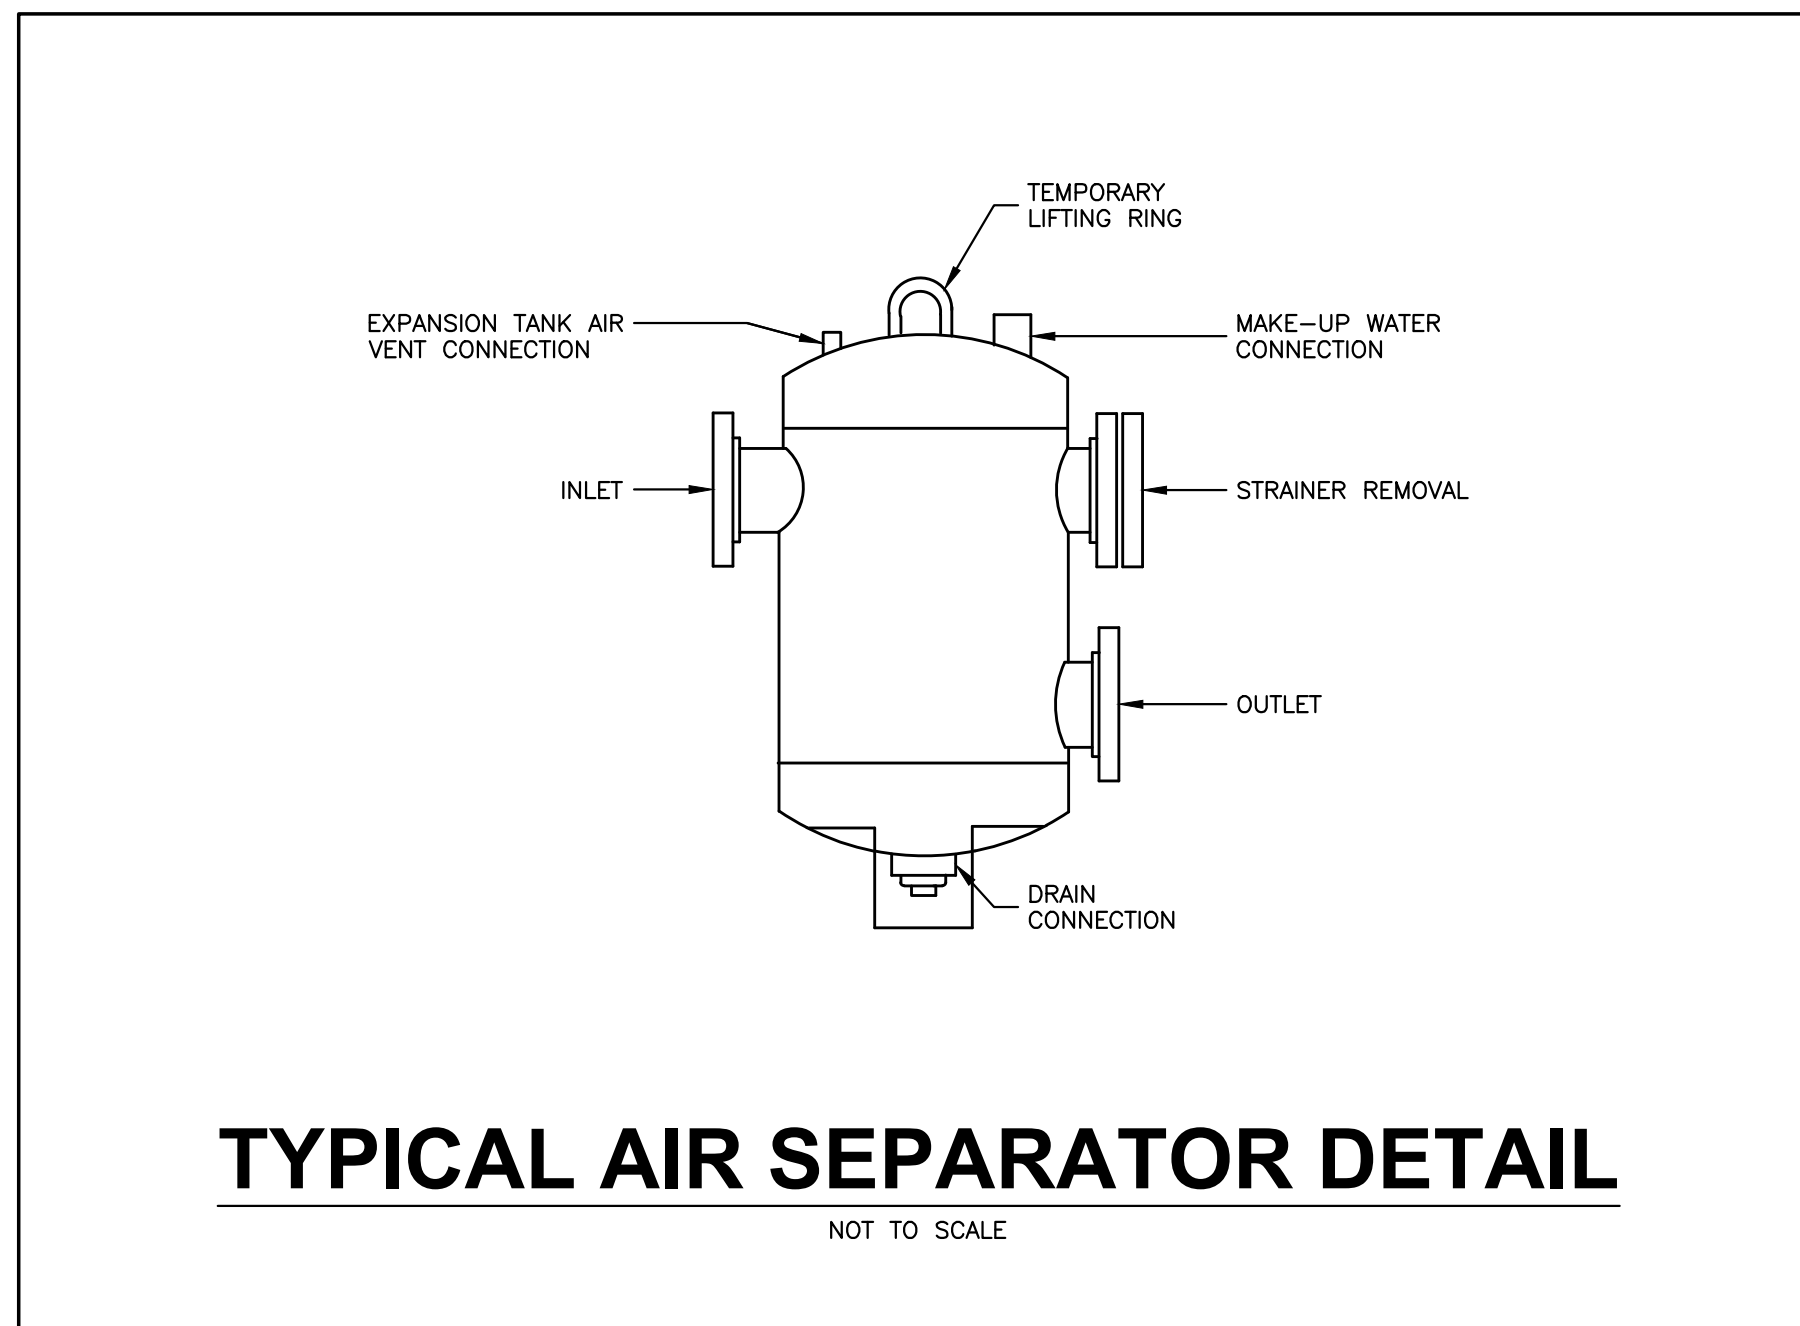 TEMPORARY
LIFTING RING
EXPANSION TANK AIR
VENT CONNECTION
MAKE-UP WATER
CONNECTION
INLET
STRAINER REMOVAL
OUTLET
DRAIN
CONNECTION
TYPICAL AIR SEPARATOR DETAIL
NOT TO SCALE